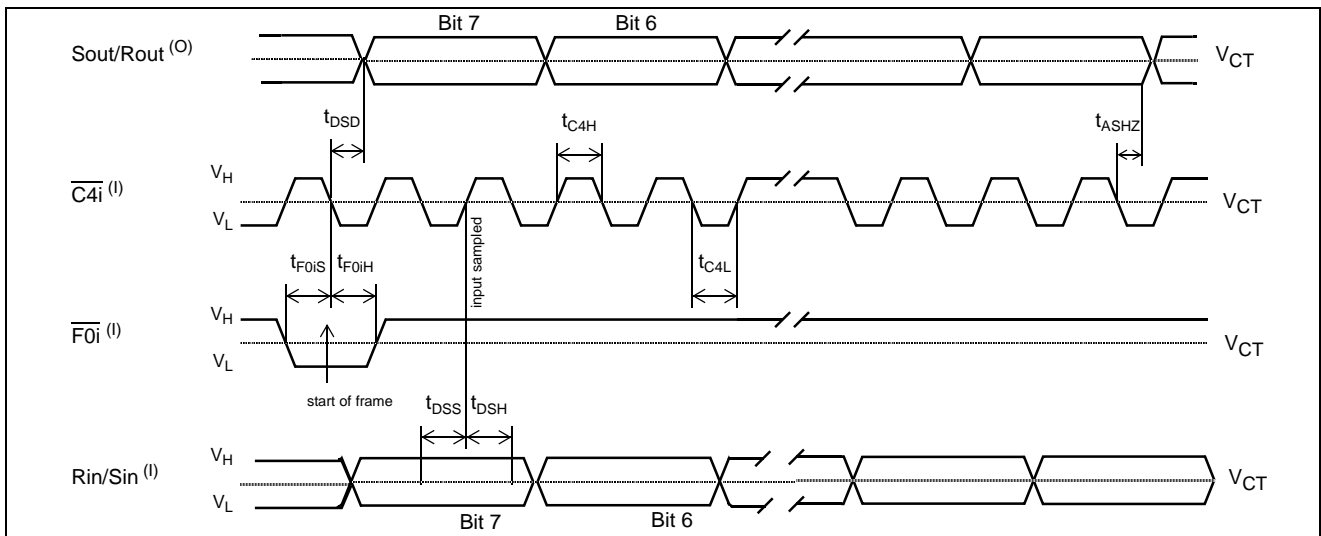 Bit 7 Bit 6
Sout/Rout (O) VCT
tDSD tC4H tASHZ
VH
C4i (I) VCT
VL
input sampled
tF0iS tF0iH tC4L
VH
F0i (I) VCT
VL
start of frame
tDSS tDSH
VH
Rin/Sin (I) VCT
VL
Bit 7 Bit 6